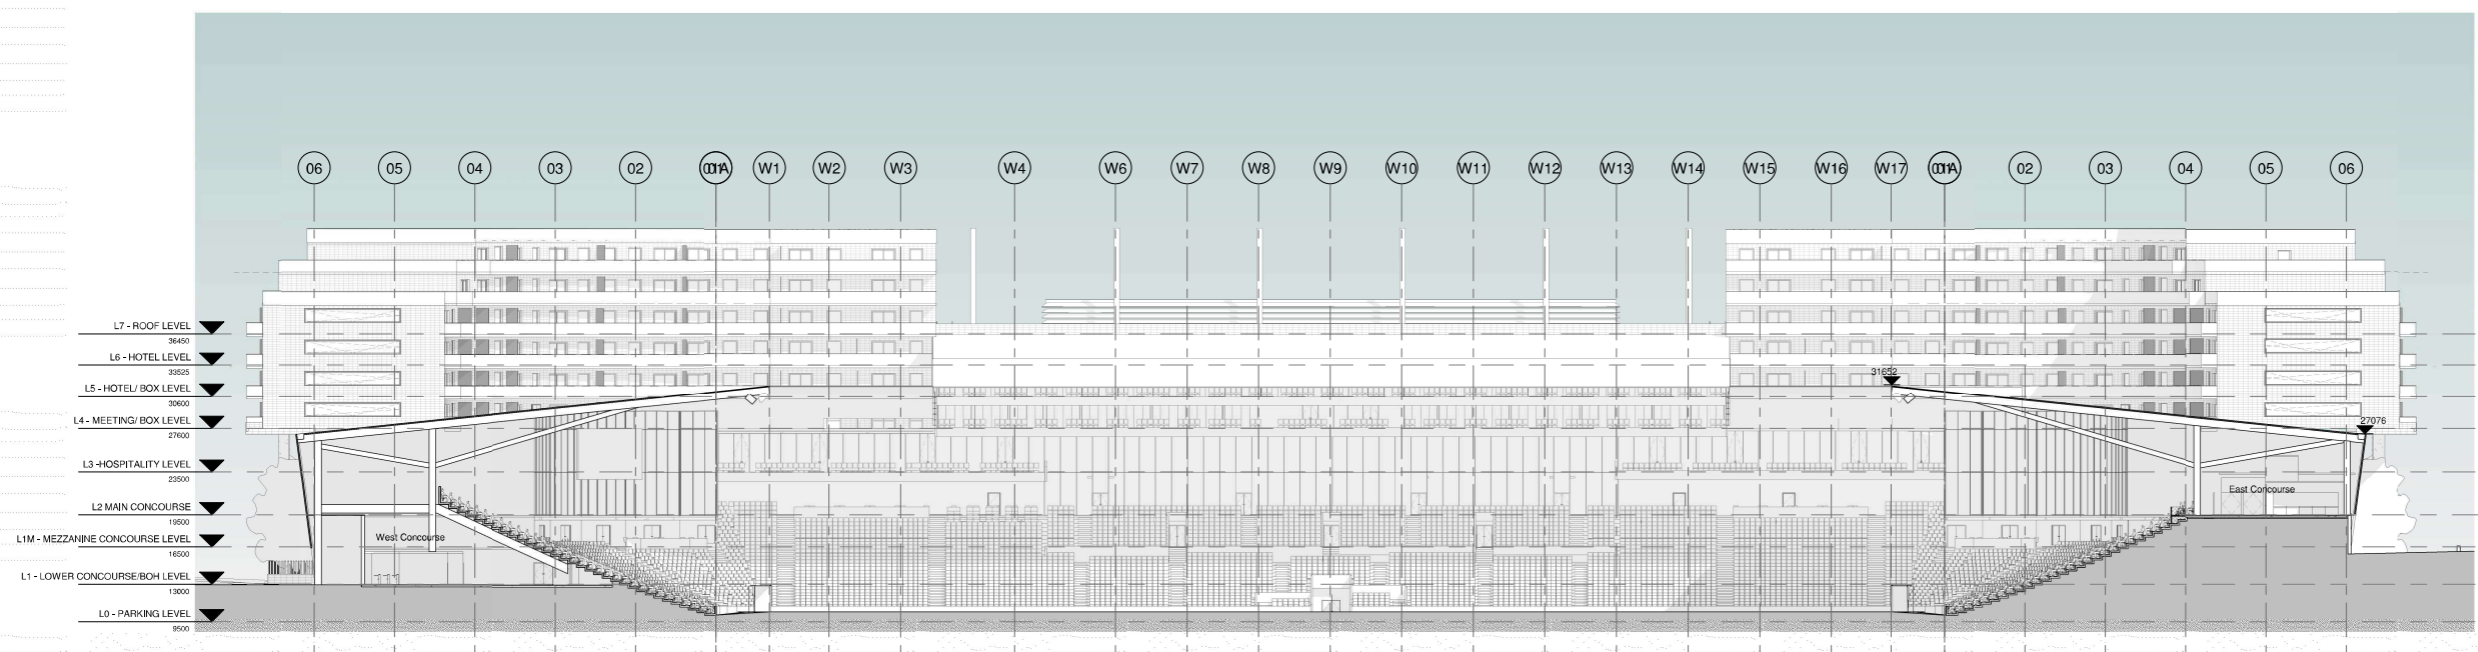 06 05 04 03 02 01A W1 W2 W3 W4 W6 W7 W8 W9 W10 W11 W12 W13 W14 W15 W16 W17 01A 02 03 04 05 06
L7 - ROOF LEVEL
36450
L6 - HOTEL LEVEL
33525
31652
L5 - HOTEL/ BOX LEVEL
30600
L4 - MEETING/ BOX LEVEL
27076
27600
L3 -HOSPITALITY LEVEL
23500
East Concourse
L2 MAIN CONCOURSE
19500
West Concourse
L1M - MEZZANINE CONCOURSE LEVEL
16500
L1 - LOWER CONCOURSE/BOH LEVEL
13000
L0 - PARKING LEVEL
9500